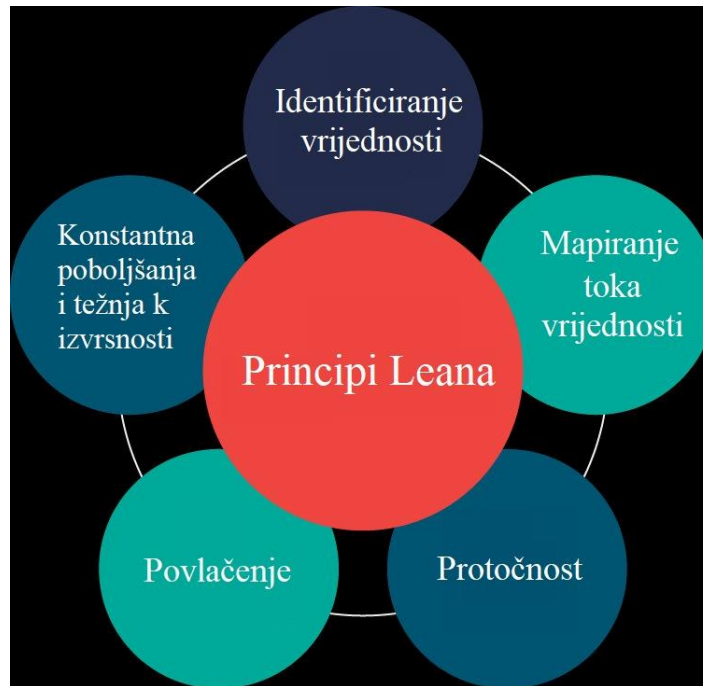 Identificiranje
vrijednosti
Mapiranje
toka
vrijednosti
Protočnost
Povlačenje
Konstantna
poboljšanja
i težnja k
izvrsnosti
Principi Leana